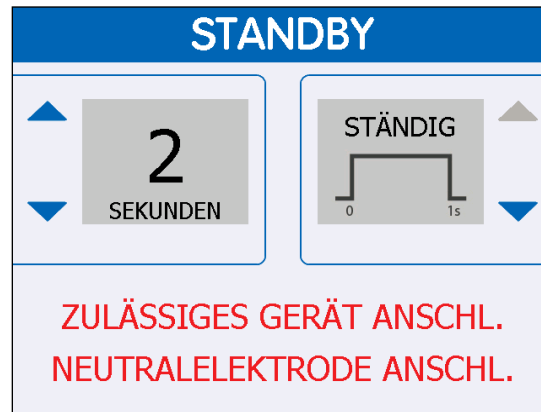 STANDBY
2
SEKUNDEN
STÄNDIG
0 1s
ZULÄSSIGES GERÄT ANSCHL.
NEUTRALELEKTRODE ANSCHL.